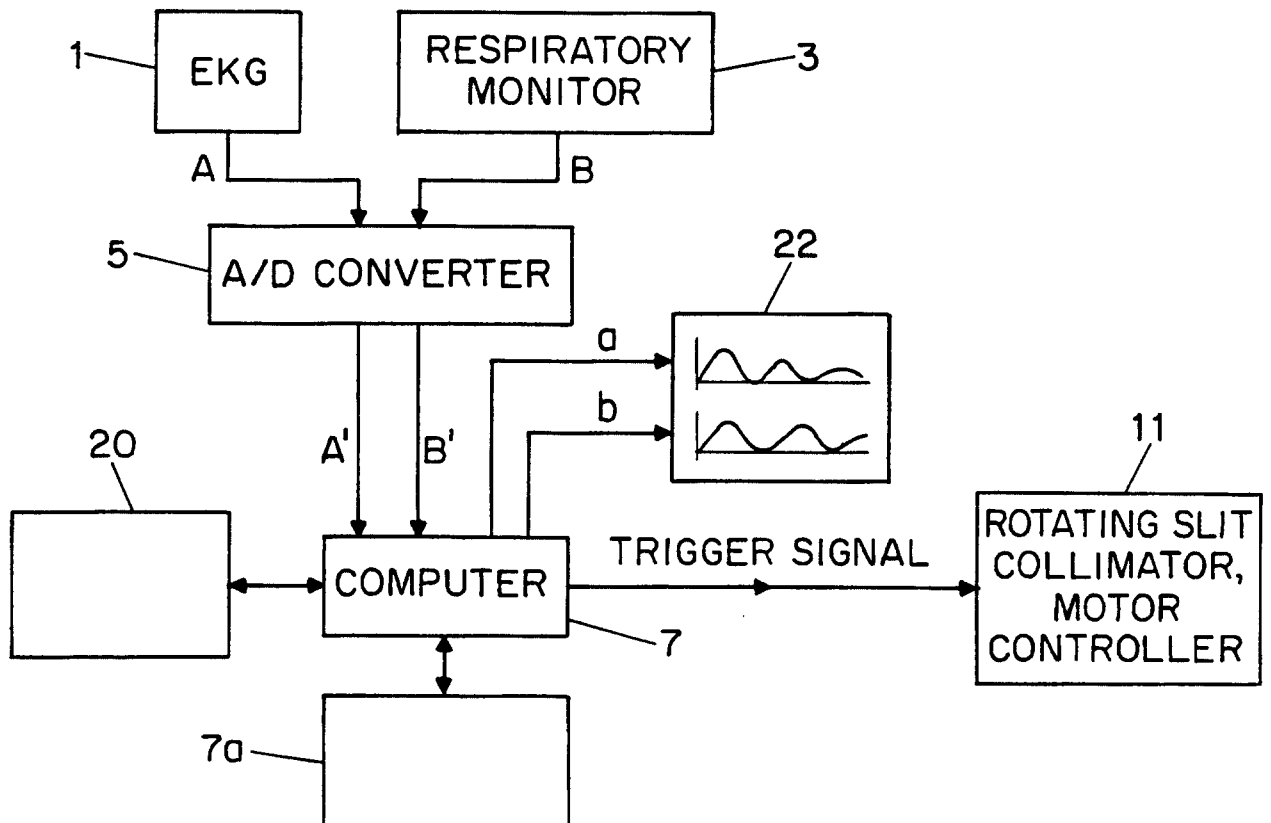 1
EKG
RESPIRATORY
MONITOR
3
A
B
5
A/D CONVERTER
22
a
b
A'
B'
20
11
COMPUTER
TRIGGER SIGNAL
ROTATING SLIT
COLLIMATOR,
MOTOR
CONTROLLER
7
7a